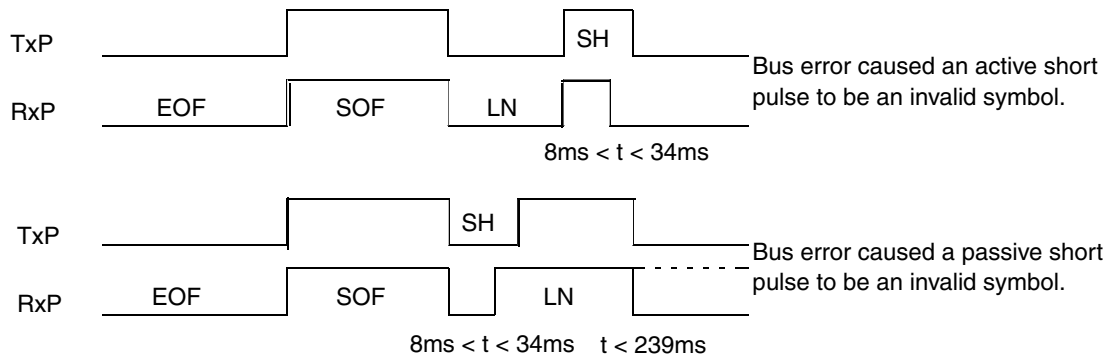 TxP
SH
Bus error caused an active short
pulse to be an invalid symbol.
RxP
EOF
SOF
LN
8ms < t < 34ms
TxP
SH
Bus error caused a passive short
pulse to be an invalid symbol.
RxP
EOF
SOF
LN
8ms < t < 34ms
t < 239ms